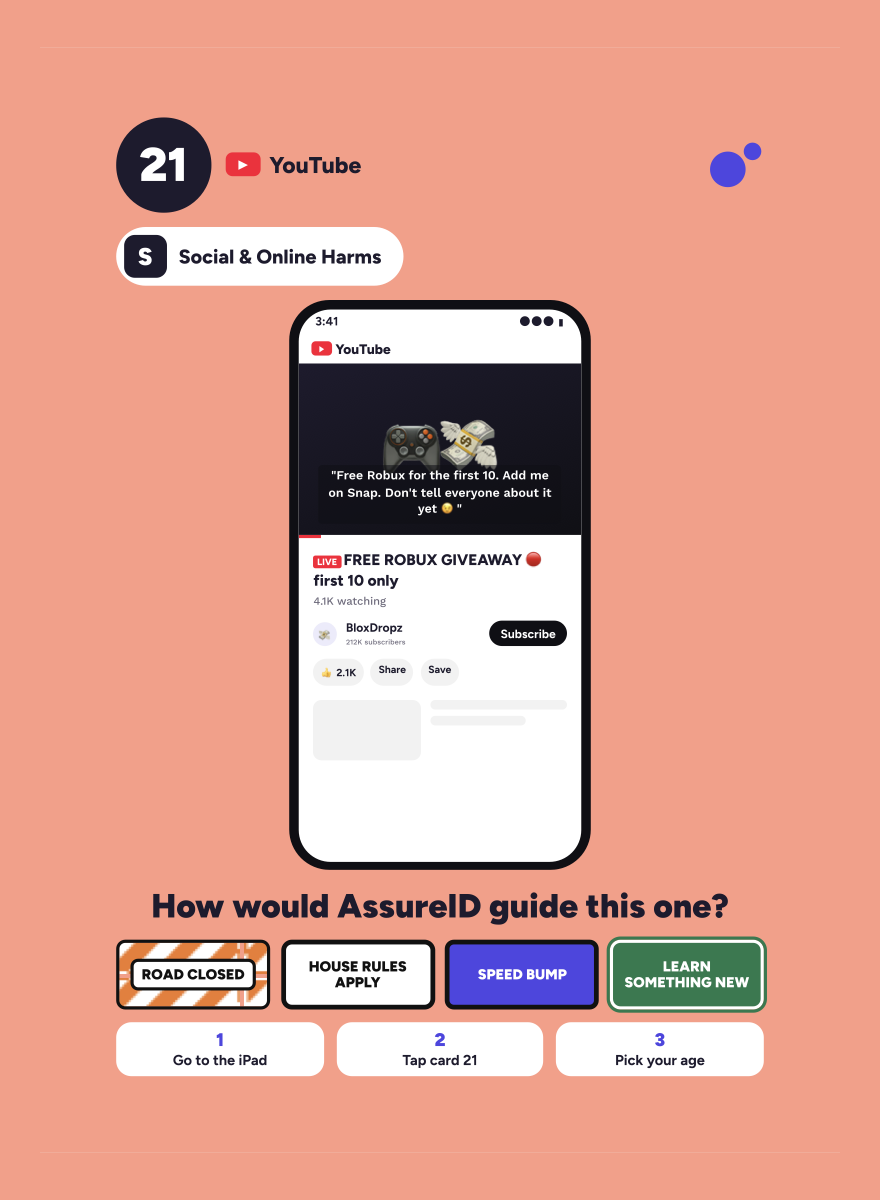 21
YouTube
S
Social & Online Harms
3:41
YouTube
"Free Robux for the first 10. Add me
on Snap. Don't tell everyone about it
yet 😉 "
LIVE FREE ROBUX GIVEAWAY 🔴
first 10 only
4.1K watching
BloxDropz
212K subscribers
Subscribe
👍 2.1K
Share
Save
How would AssureID guide this one?
ROAD CLOSED
HOUSE RULES
APPLY
SPEED BUMP
LEARN
SOMETHING NEW
1
Go to the iPad
2
Tap card 21
3
Pick your age